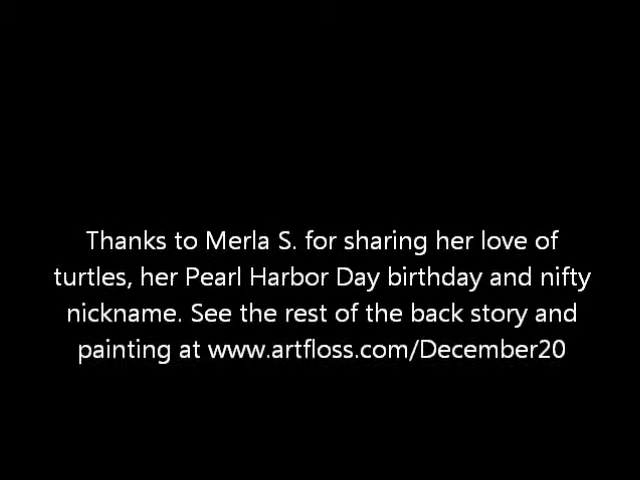 Thanks to Merla S. for sharing her love of
turtles, her Pearl Harbor Day birthday and nifty
nickname. See the rest of the back story and
painting at www.artfloss.com/December20